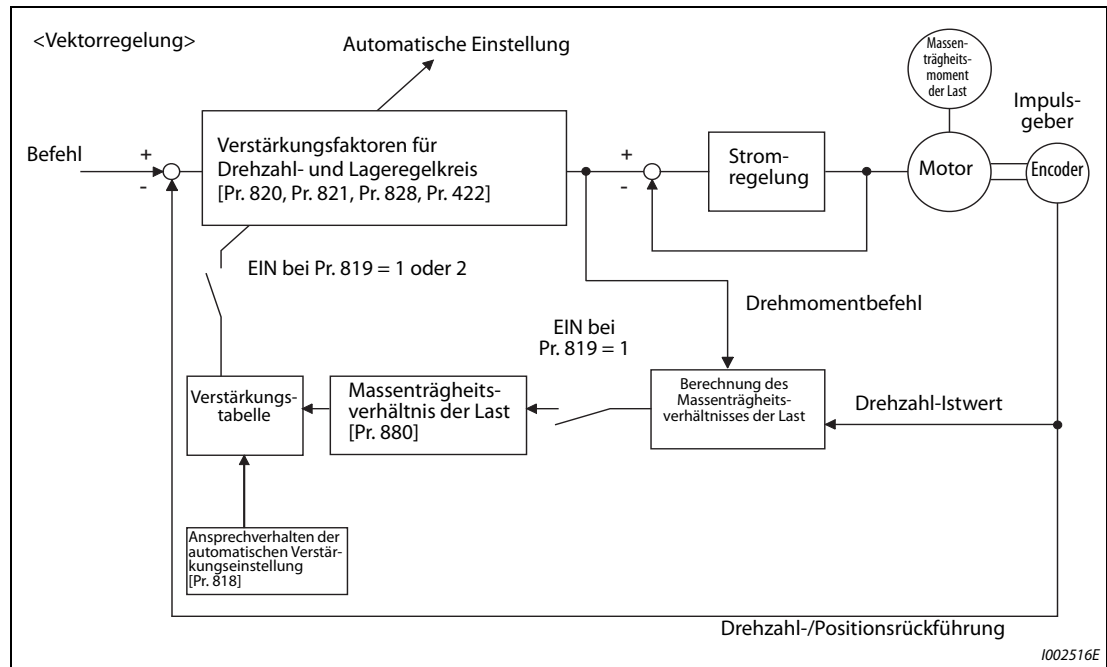 <Vektorregelung>
Automatische Einstellung
Massen-
trägheits-
moment
der Last
Impuls-
geber
Befehl
+
-
Verstärkungsfaktoren für
Drehzahl- und Lageregelkreis
[Pr. 820, Pr. 821, Pr. 828, Pr. 422]
+
-
Strom-
regelung
Motor
Encoder
EIN bei Pr. 819 = 1 oder 2
Drehmomentbefehl
EIN bei
Pr. 819 = 1
Verstärkungs-
tabelle
Massenträgheits-
verhältnis der Last
[Pr. 880]
Berechnung des
Massenträgheits-
verhältnisses der Last
Drehzahl-Istwert
Ansprechverhalten der
automatischen Verstär-
kungseinstellung
[Pr. 818]
Drehzahl-/Positionsrückführung
I002516E